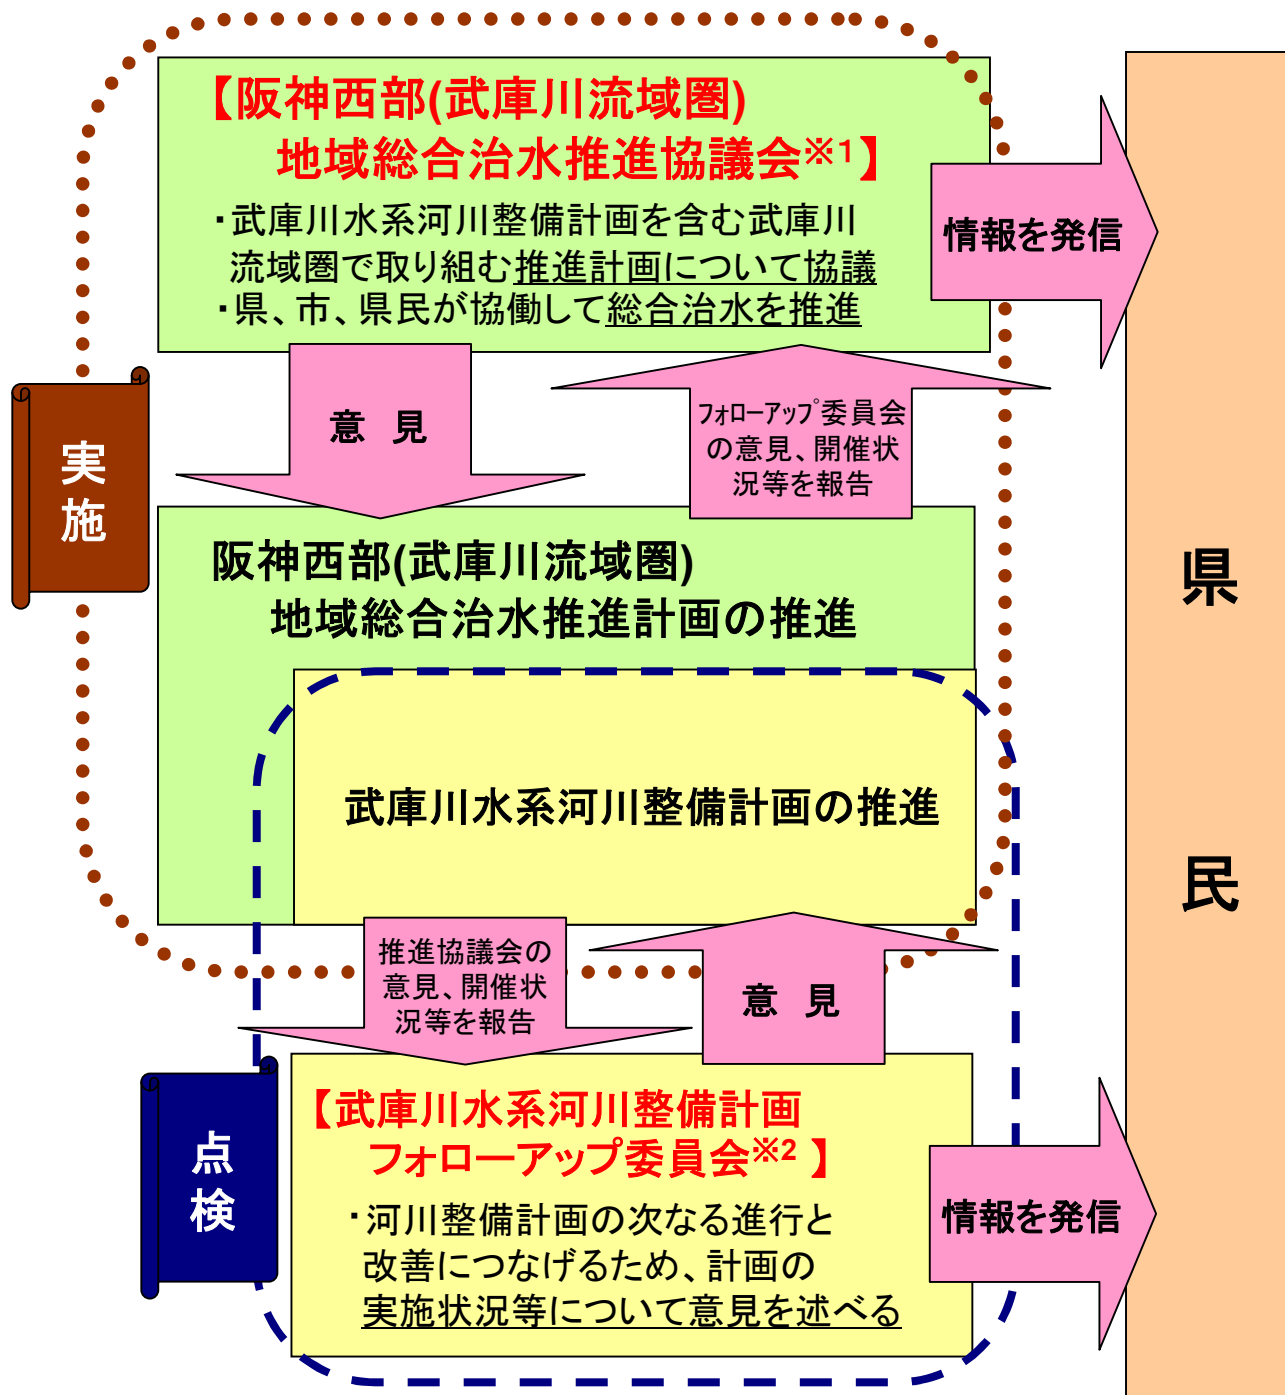 【阪神西部(武庫川流域圏)
地域総合治水推進協議会※1】
・武庫川水系河川整備計画を含む武庫川
流域圏で取り組む推進計画について協議
・県、市、県民が協働して総合治水を推進
情報を発信
意 見
フォローアップ委員会
の意見、開催状
況等を報告
実
施
阪神西部(武庫川流域圏)
地域総合治水推進計画の推進
県
民
武庫川水系河川整備計画の推進
推進協議会の
意見、開催状
況等を報告
意 見
点
検
【武庫川水系河川整備計画
フォローアップ委員会※2 】
・河川整備計画の次なる進行と
改善につなげるため、計画の
実施状況等について意見を述べる
情報を発信